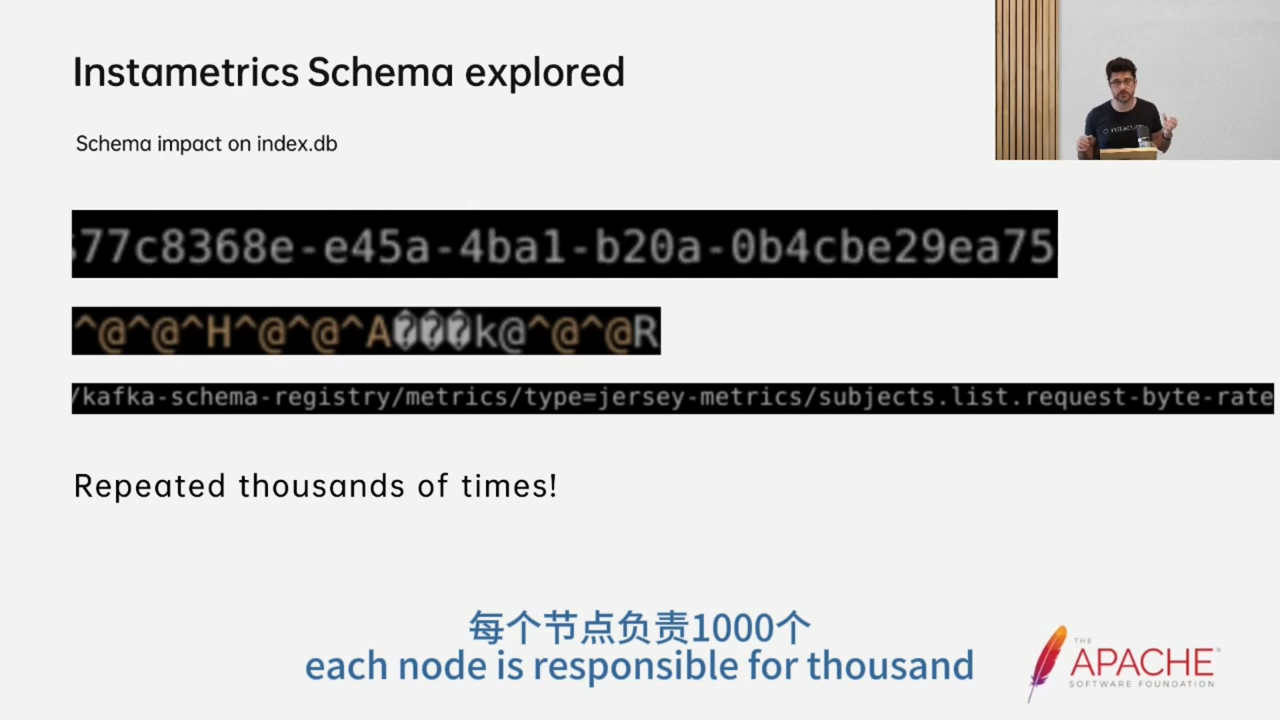 Instametrics Schema explored
Schema impact on index.db
77c8368e-e45a-4ba1-b20a-0b4cbe29ea75
^@^@^H^@^@^A���k@^@^@R
/kafka-schema-registry/metrics/type=jersey-metrics/subjects.list.request-byte-rate
Repeated thousands of times!
每个节点负责1000个
each node is responsible for thousand
THE
APACHE
SOFTWARE FOUNDATION